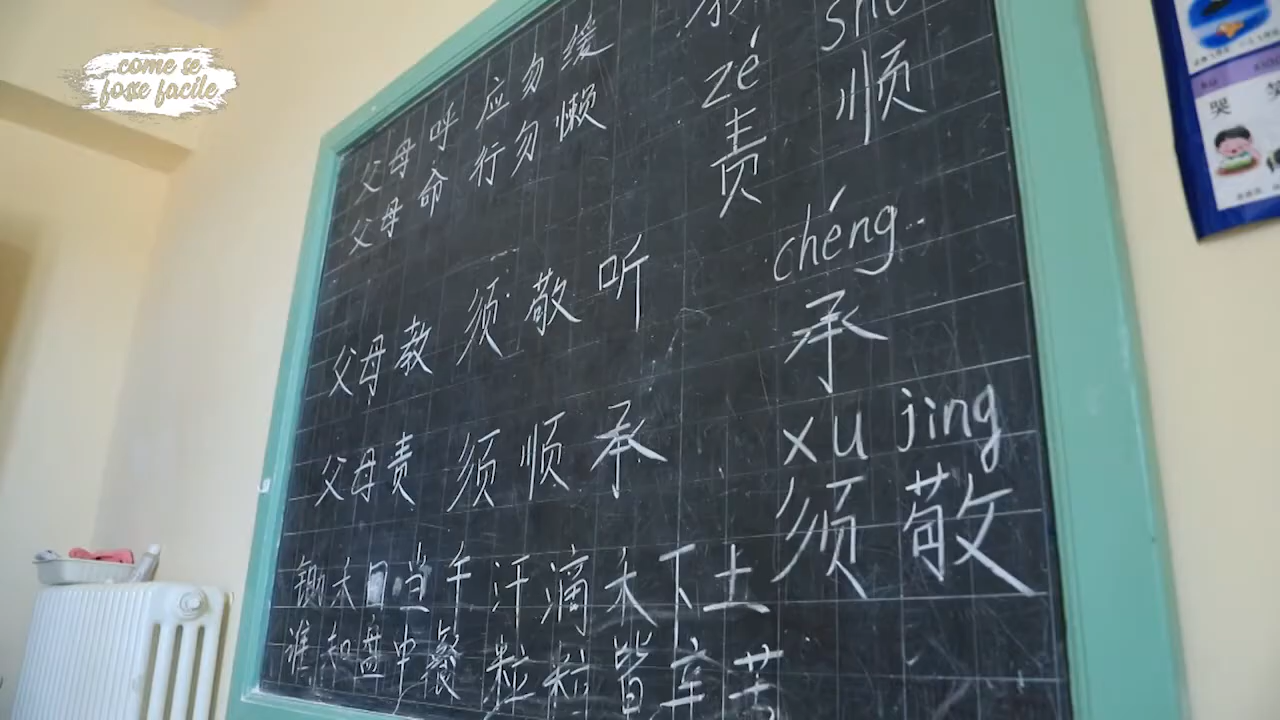 come se
fosse facile
父母呼应勿缓
父母命行勿懒
父母教须敬听
父母责须顺承
锄禾日当午汗滴禾下土
谁知盘中餐粒粒皆辛苦
zé
责
顺
chéng
承
xu jing
须敬
哭